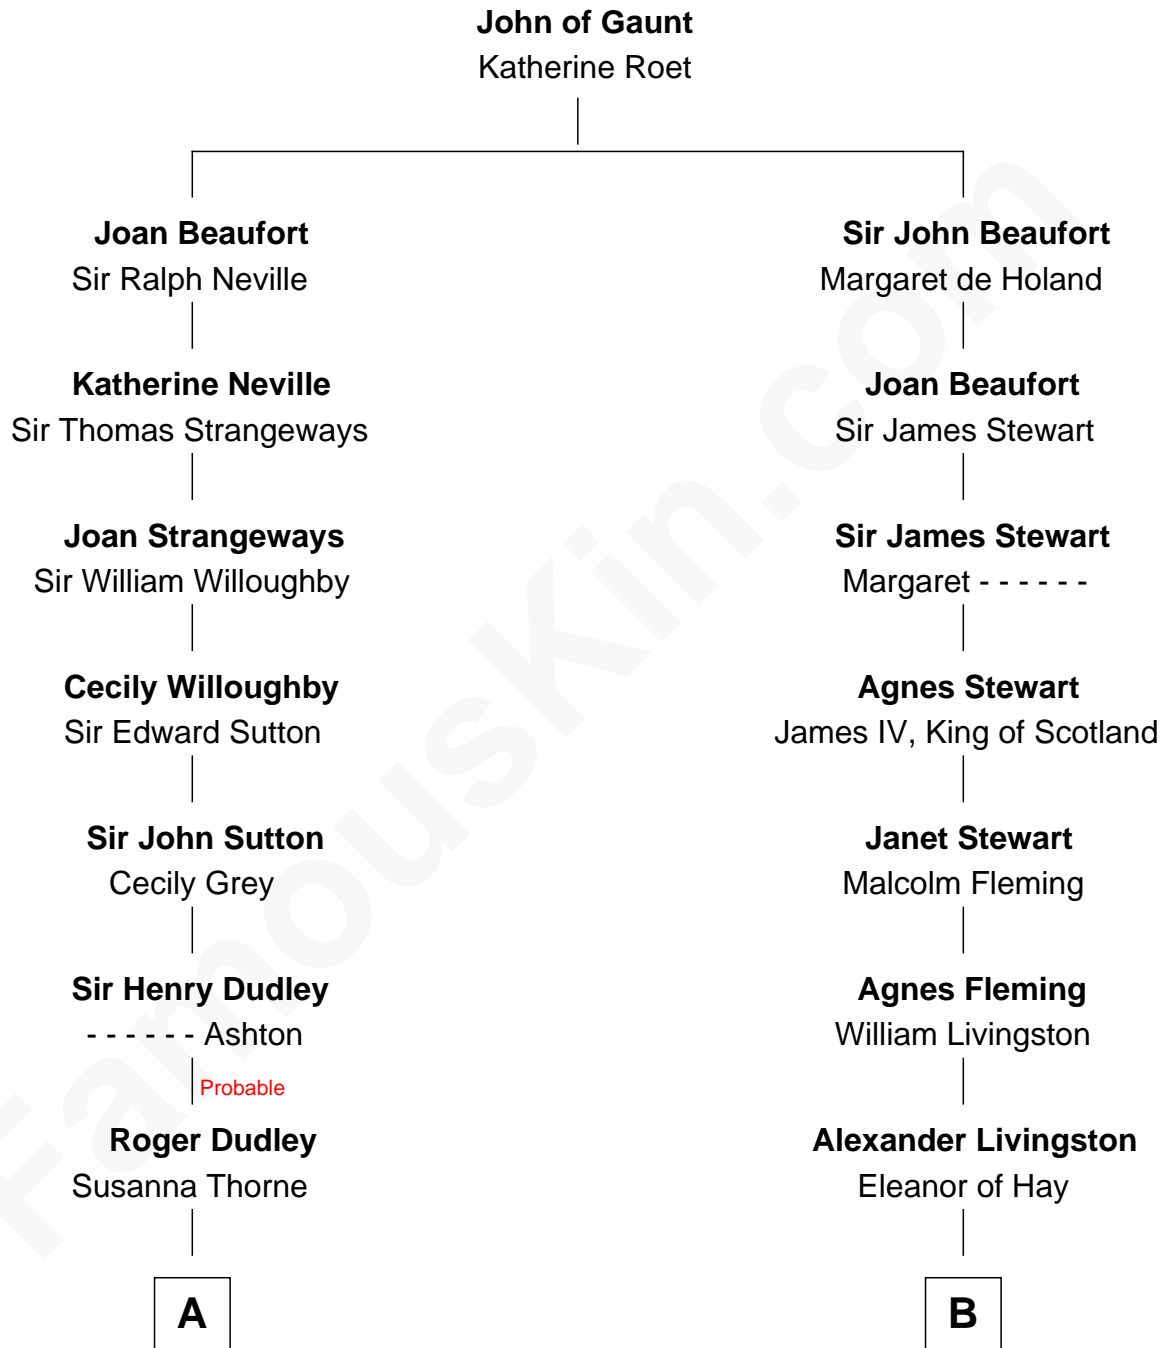 John of Gaunt
Katherine Roet
Joan Beaufort
Sir Ralph Neville
Sir John Beaufort
Margaret de Holand
Katherine Neville
Sir Thomas Strangeways
Joan Beaufort
Sir James Stewart
Joan Strangeways
Sir William Willoughby
Sir James Stewart
Margaret - - - - - -
Cecily Willoughby
Sir Edward Sutton
Agnes Stewart
James IV, King of Scotland
Sir John Sutton
Cecily Grey
Janet Stewart
Malcolm Fleming
Sir Henry Dudley
- - - - - - Ashton
Probable
Agnes Fleming
William Livingston
Roger Dudley
Susanna Thorne
Alexander Livingston
Eleanor of Hay
A
B
FamousKin.com